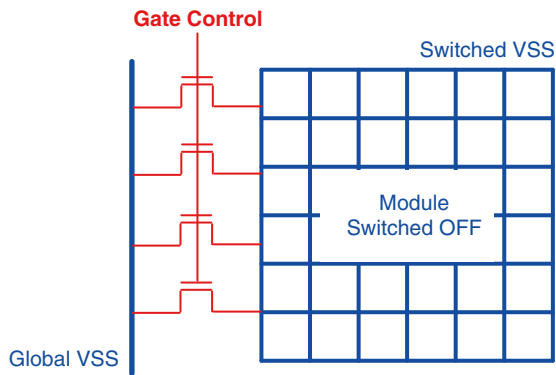 Gate Control
Switched VSS
Module
Switched OFF
Global VSS